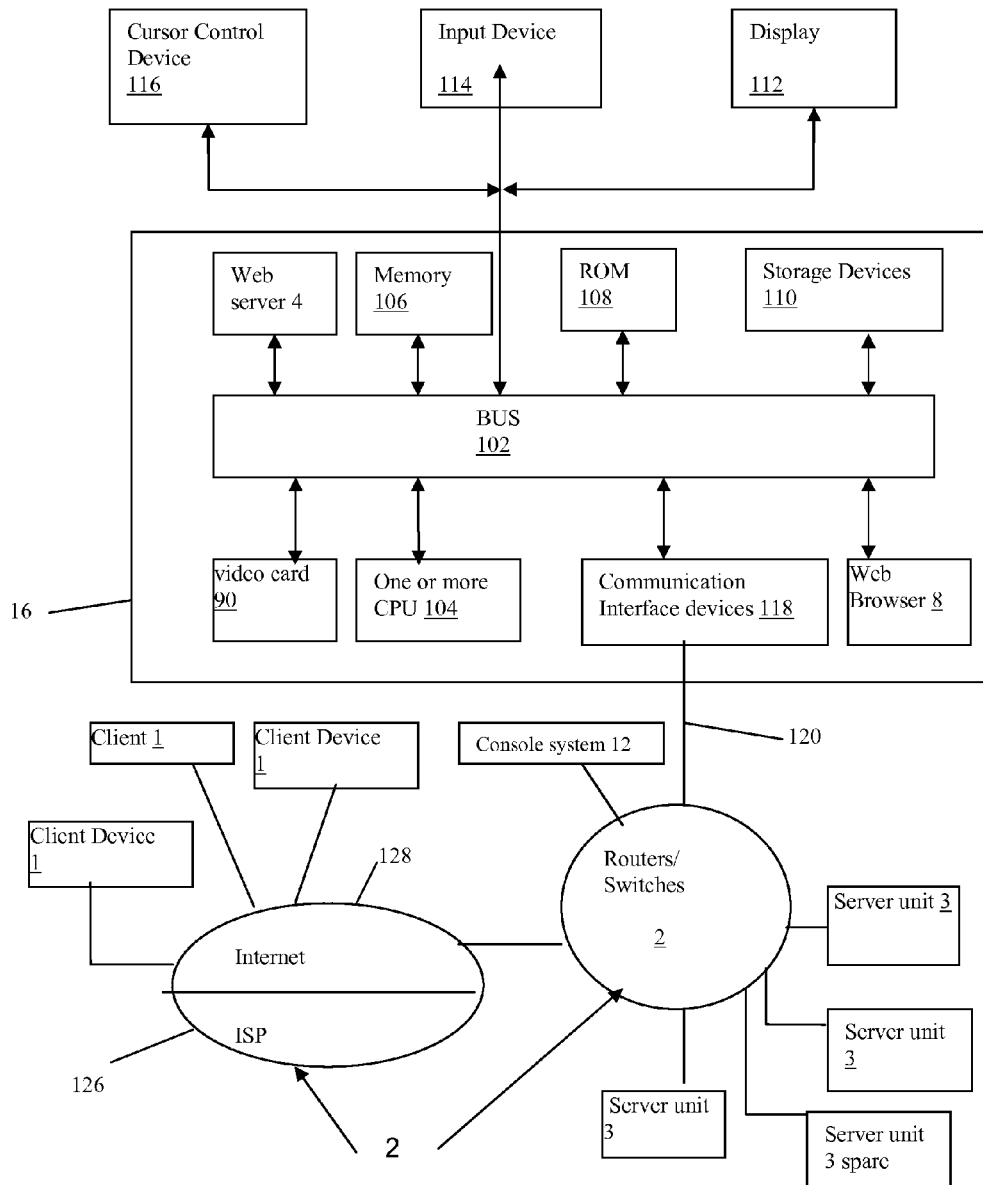 Cursor Control
Device
116
Input Device
114
Display
112
Web
server 4
Memory
106
ROM
108
Storage Devices
110
BUS
102
video card
90
One or more
CPU 104
Communication
Interface devices 118
Web
Browser 8
16
Client 1
Client Device
1
Console system 12
120
Client Device
1
128
Routers/
Switches
2
Server unit 3
Internet
ISP
126
Server unit
3
Server unit
3
2
Server unit
3 spare